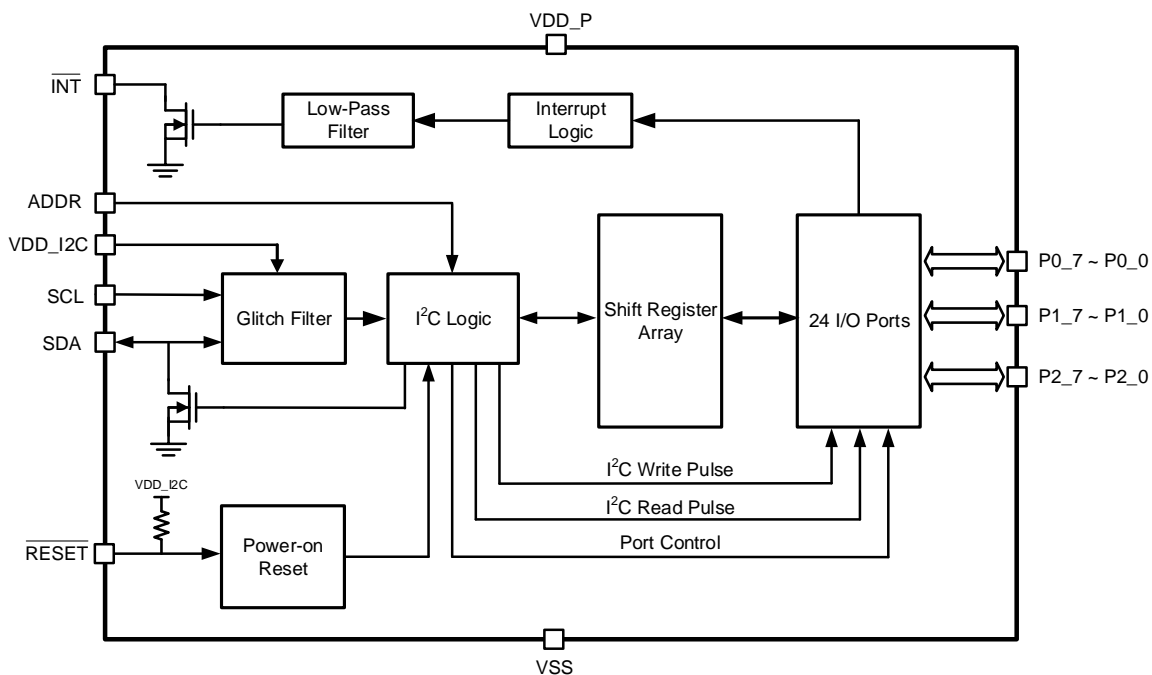 VDD_P
INT
Low-Pass
Filter
Interrupt
Logic
ADDR
VDD_I2C
SCL
SDA
Glitch Filter
I²C Logic
Shift Register
Array
24 I/O Ports
P0_7 ~ P0_0
P1_7 ~ P1_0
P2_7 ~ P2_0
I²C Write Pulse
I²C Read Pulse
Port Control
VDD_I2C
RESET
Power-on
Reset
VSS